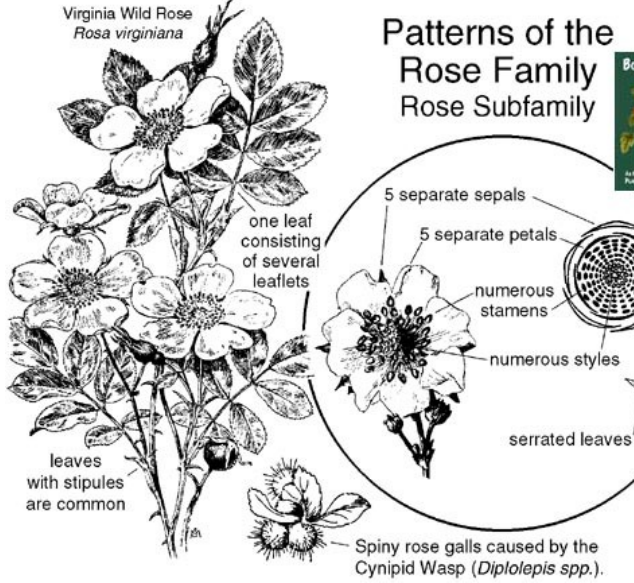 Virginia Wild Rose
Rosa virginiana
Patterns of the
Rose Family
Rose Subfamily
5 separate sepals
5 separate petals
one leaf
consisting
of several
leaflets
numerous
stamens
numerous styles
serrated leaves
leaves
with stipules
are common
Spiny rose galls caused by the
Cynipid Wasp (Diplolepis spp.).